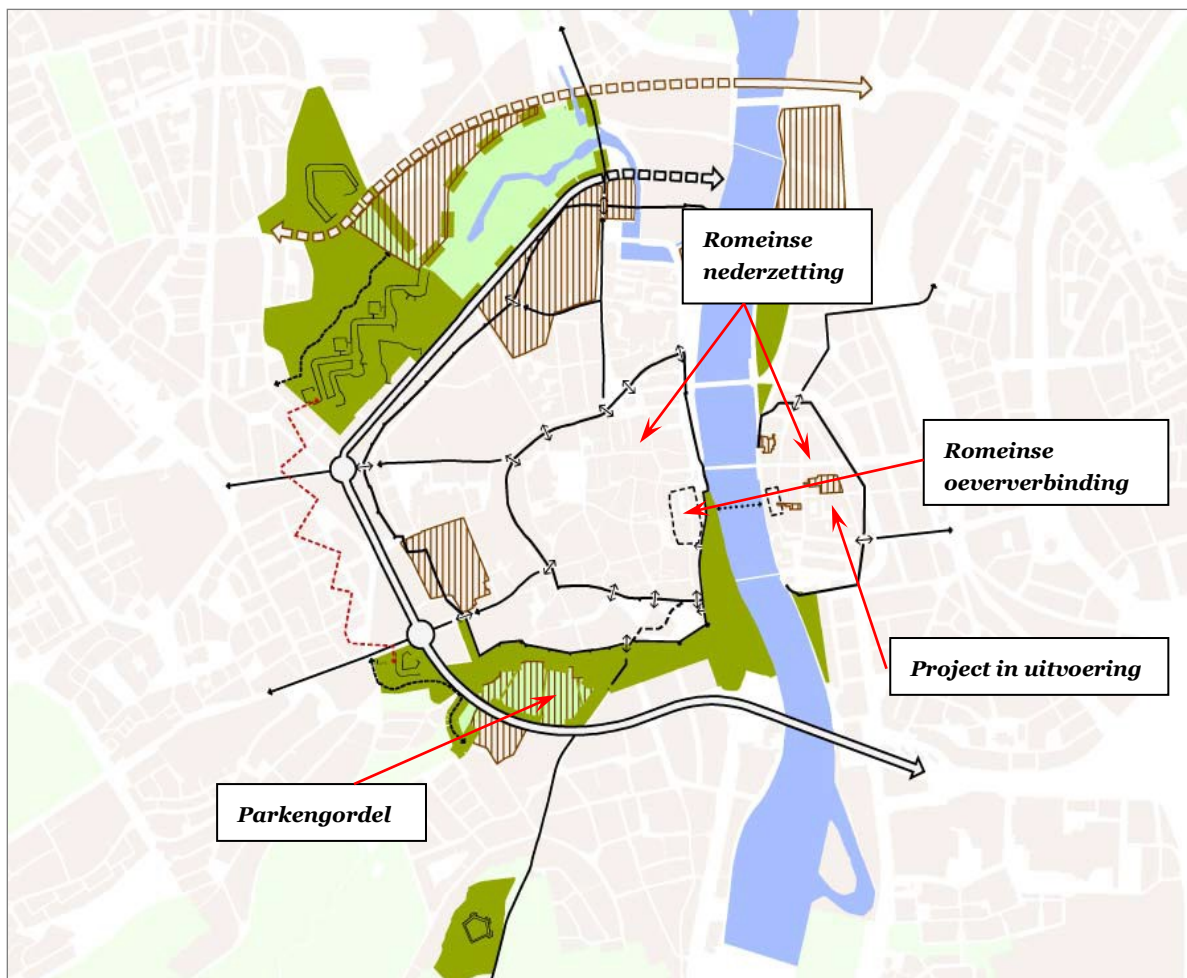 Romeinse
nederzetting
Romeinse
oeververbinding
Project in uitvoering
Parkengordel